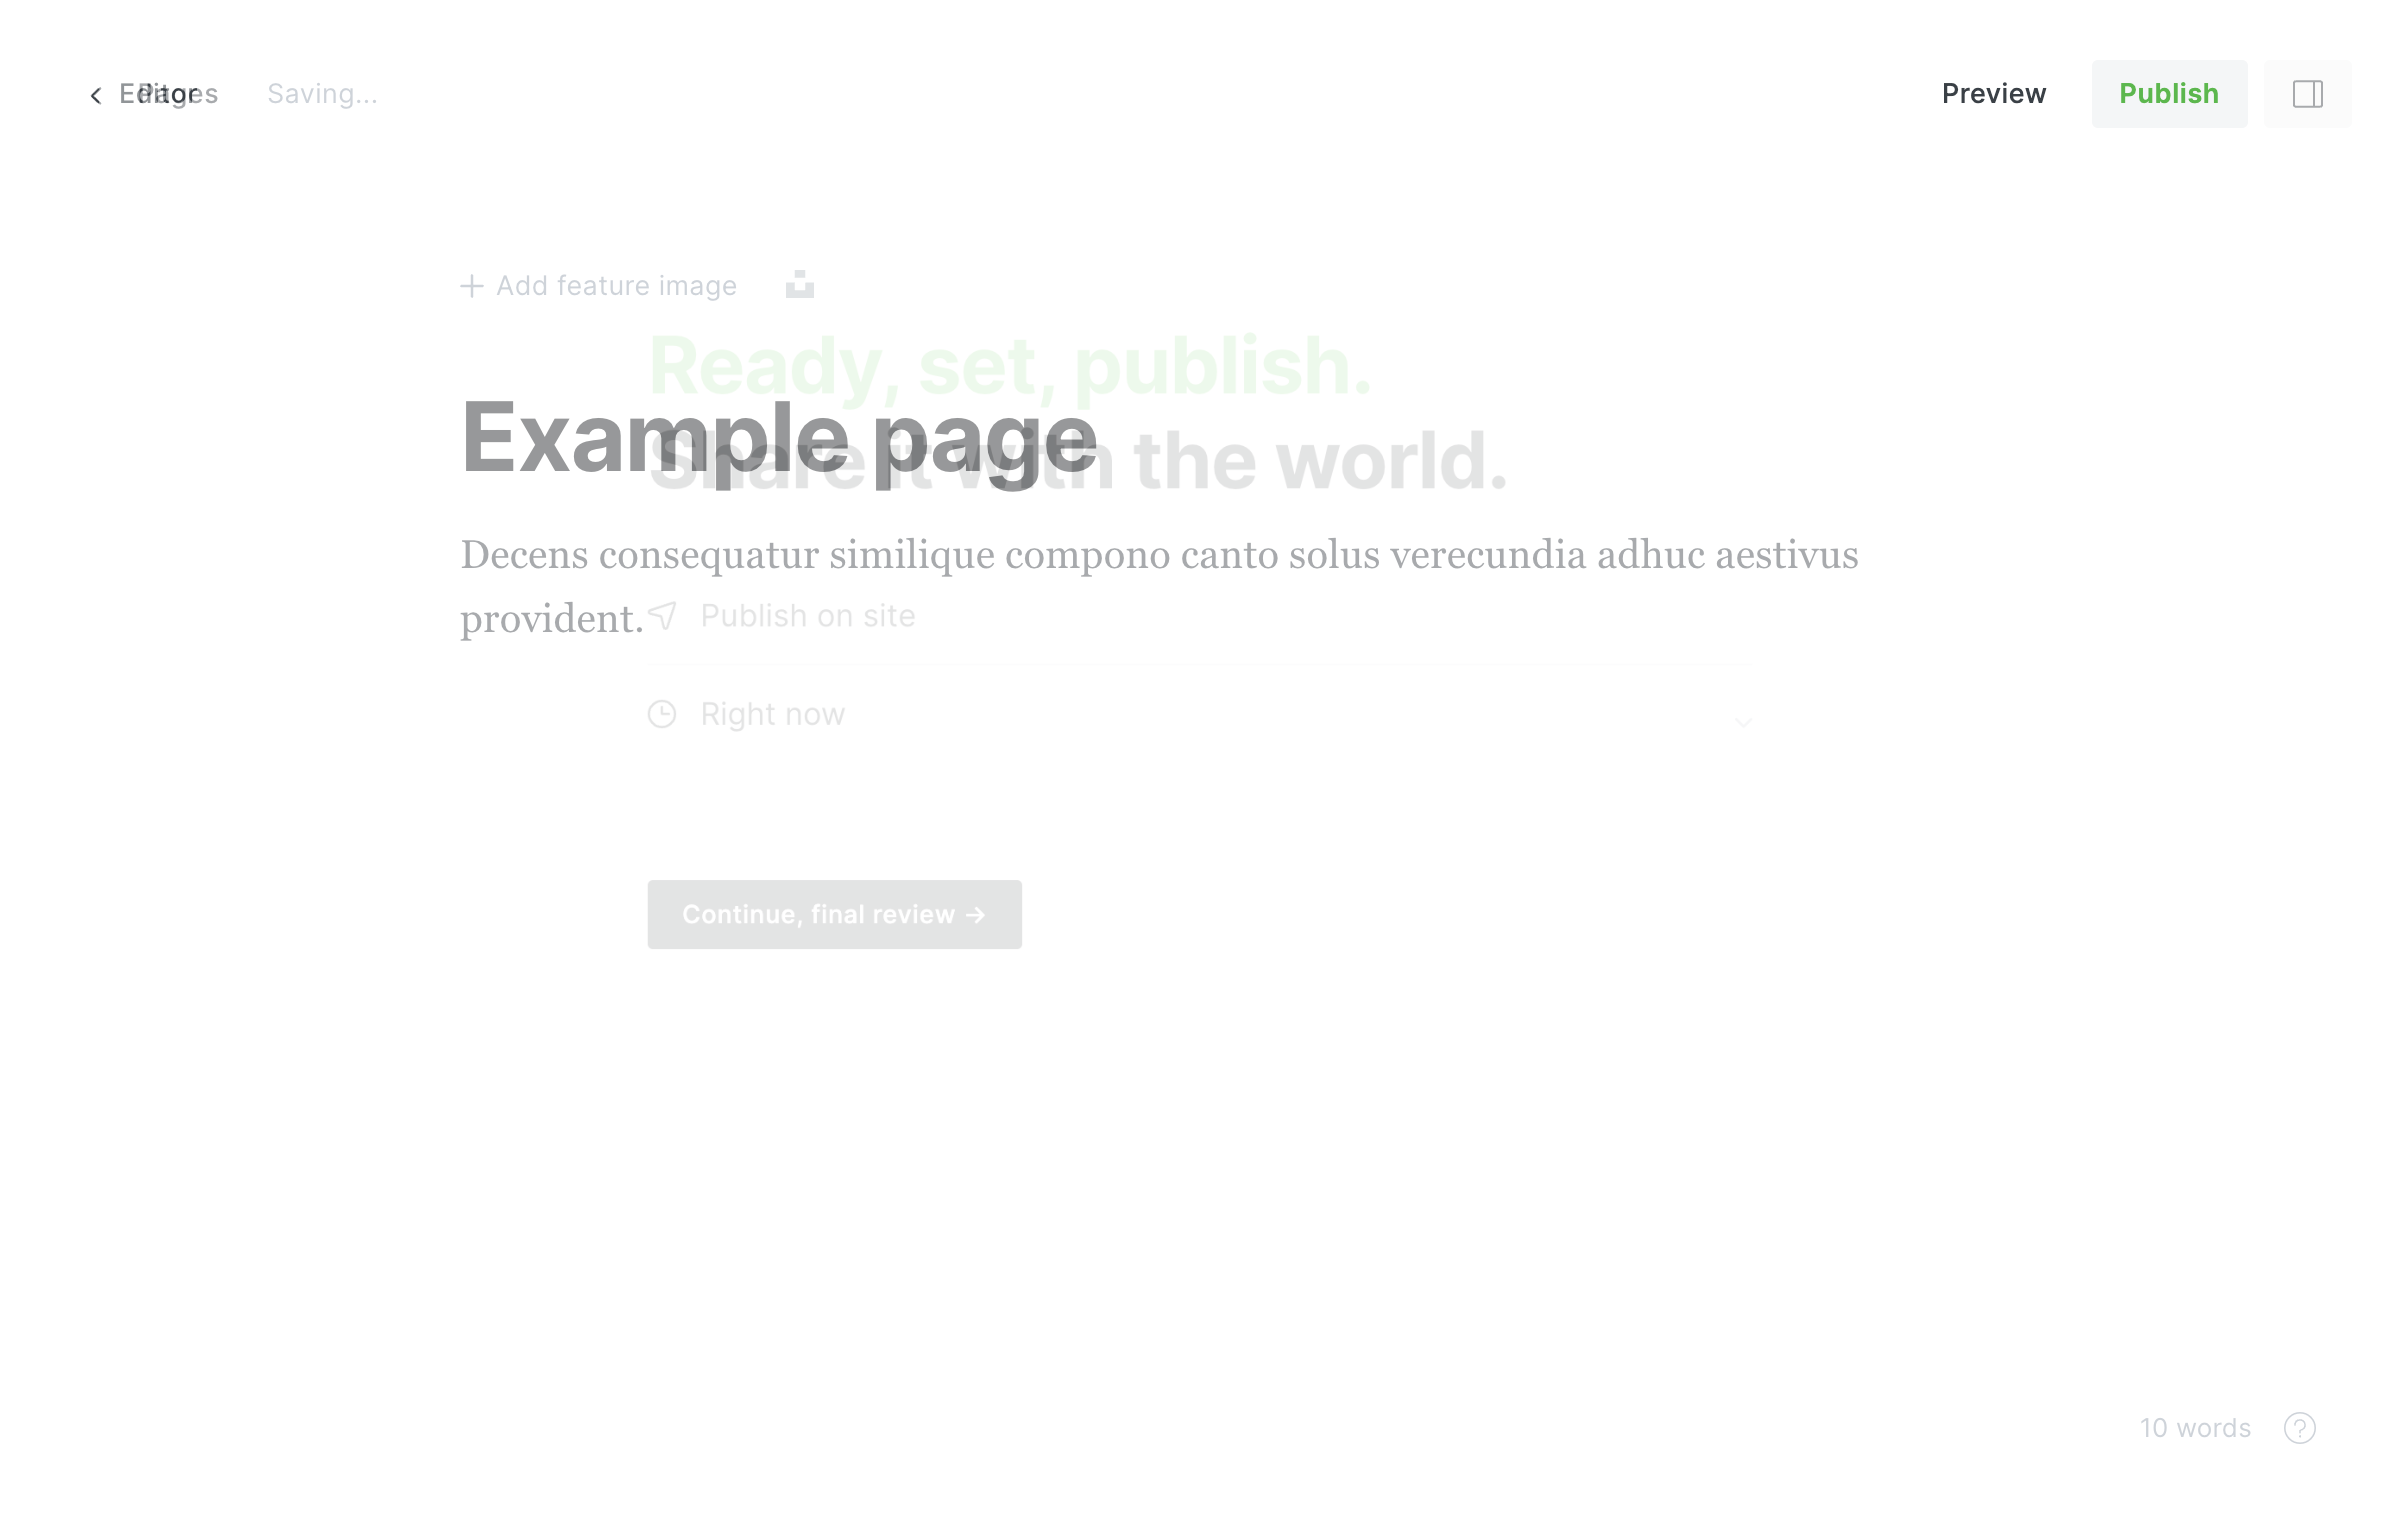 Editor
Pages
Saving...
Preview
Publish
Add feature image
Ready, set, publish.
Example page
Share it with the world.
Decens consequatur similique compono canto solus verecundia adhuc aestivus
provident.
Publish on site
Right now
Continue, final review →
10 words
?